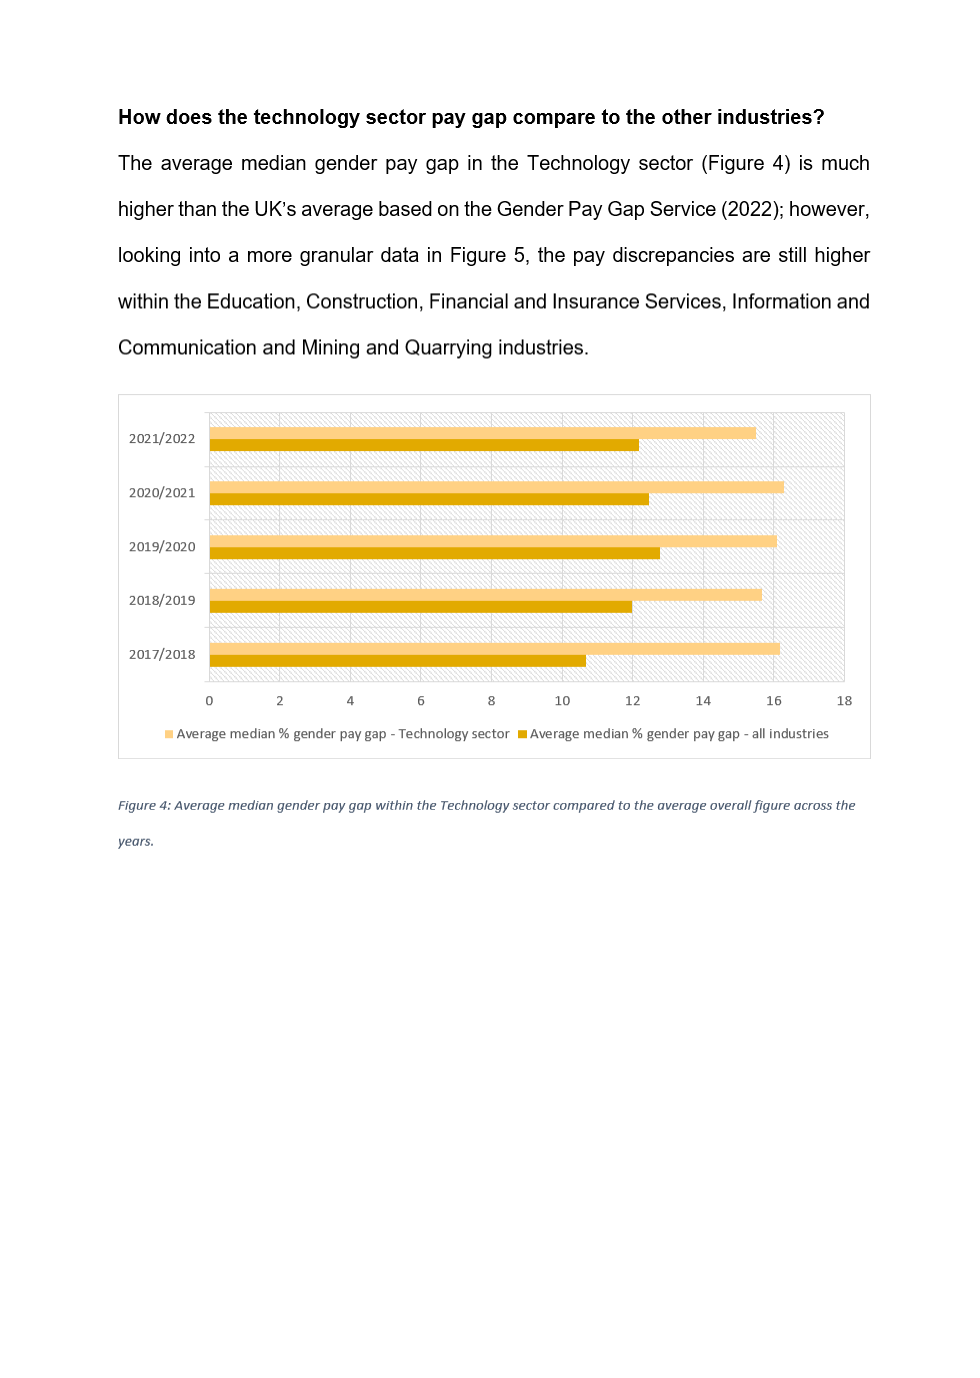 How does the technology sector pay gap compare to the other industries?
The average median gender pay gap in the Technology sector (Figure 4) is much
higher than the UK’s average based on the Gender Pay Gap Service (2022); however,
looking into a more granular data in Figure 5, the pay discrepancies are still higher
within the Education, Construction, Financial and Insurance Services, Information and
Communication and Mining and Quarrying industries.
2021/2022
2020/2021
2019/2020
2018/2019
2017/2018
0 2 4 6 8 10 12 14 16 18
Average median % gender pay gap - Technology sector Average median % gender pay gap - all industries
Figure 4: Average median gender pay gap within the Technology sector compared to the average overall figure across the
years.